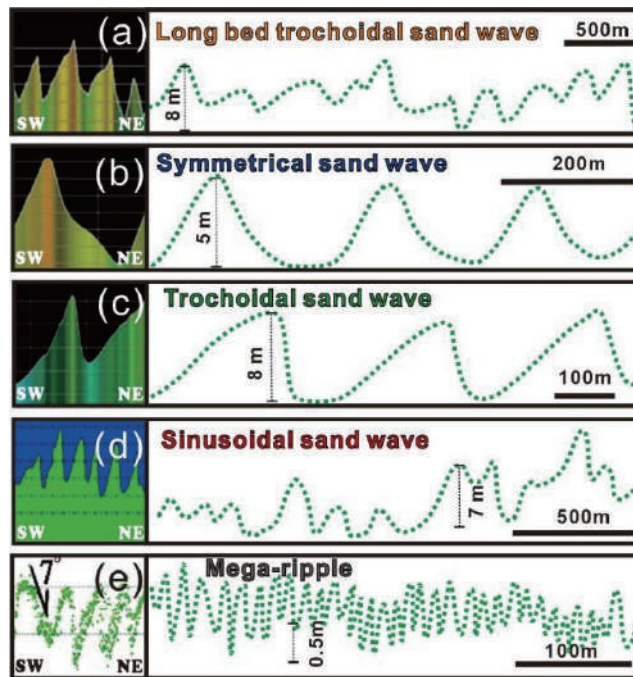 (a) Long bed trochoidal sand wave 500m
8 m
SW NE
(b) Symmetrical sand wave 200m
5 m
SW NE
(c) Trochoidal sand wave
8 m
100m
SW NE
(d) Sinusoidal sand wave
7 m
500m
SW NE
(e) Mega-ripple
7°
0.5m
100m
SW NE